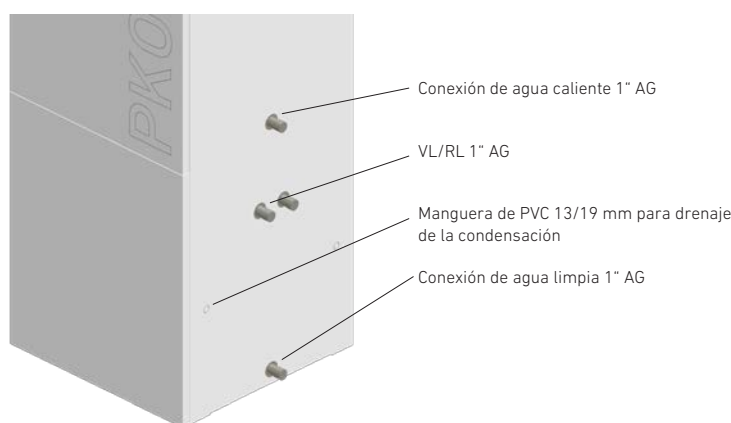 PKO
Conexión de agua caliente 1“ AG
VL/RL 1“ AG
Manguera de PVC 13/19 mm para drenaje
de la condensación
Conexión de agua limpia 1“ AG